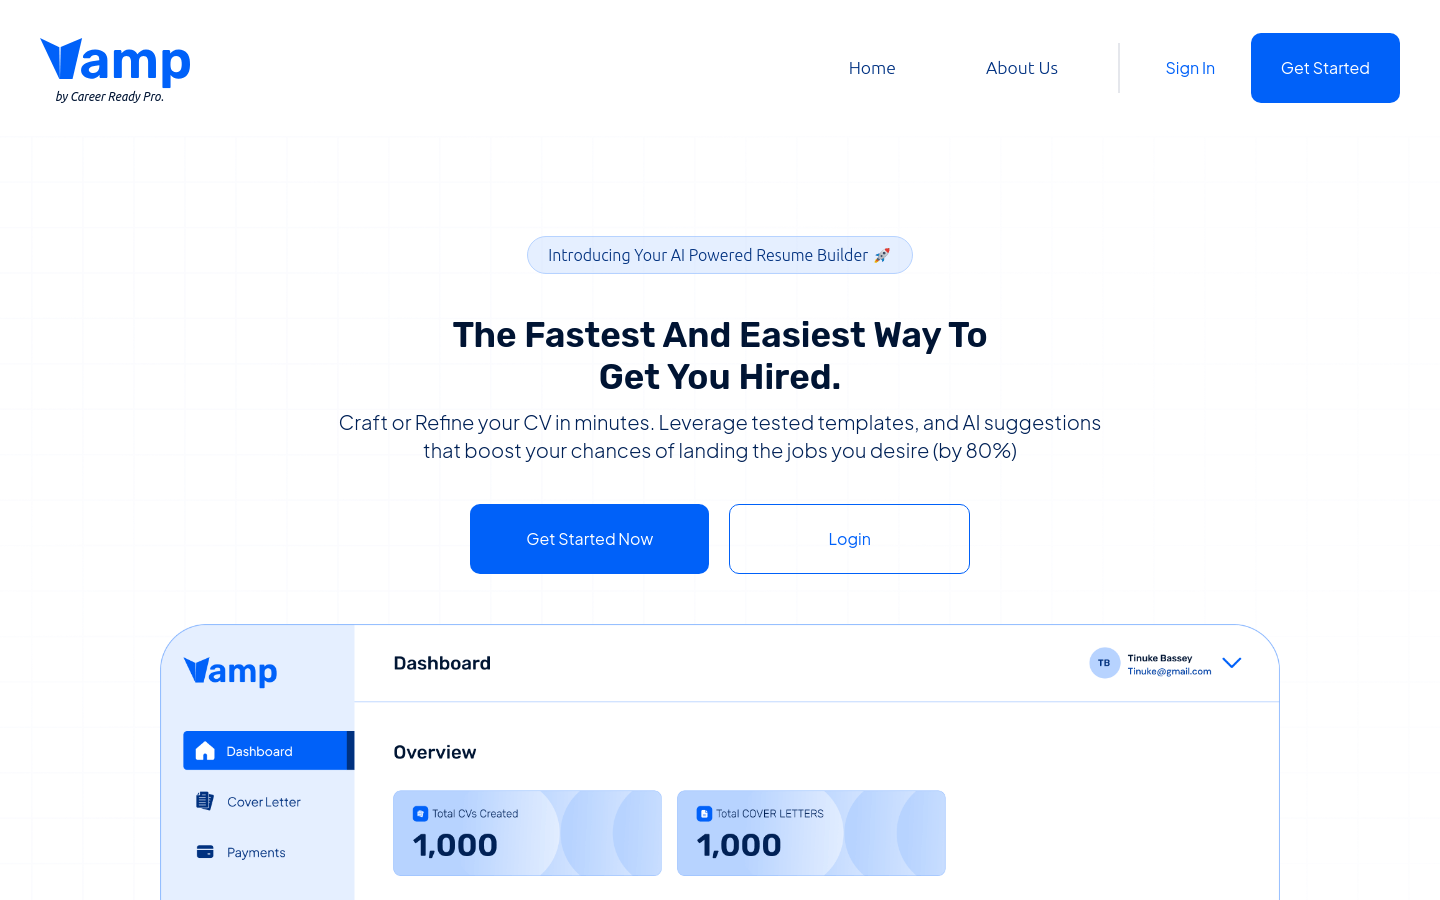 Vamp
by Career Ready Pro.
Home
About Us
Sign In
Get Started
Introducing Your AI Powered Resume Builder 🚀
The Fastest And Easiest Way To
Get You Hired.
Craft or Refine your CV in minutes. Leverage tested templates, and AI suggestions
that boost your chances of landing the jobs you desire (by 80%)
Get Started Now
Login
Vamp
Dashboard
TB
Tinuke Bassey
Tinuke@gmail.com
Dashboard
Cover Letter
Payments
Overview
Total CVs Created
1,000
Total COVER LETTERS
1,000